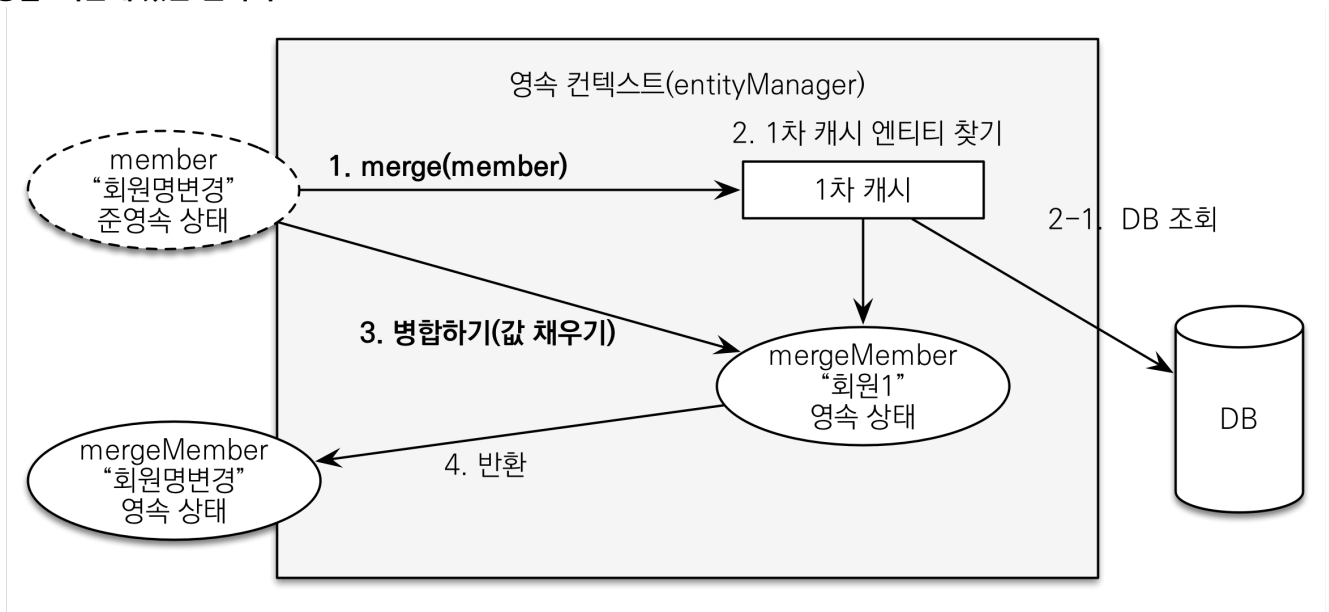 영속 컨텍스트(entityManager)
2. 1차 캐시 엔티티 찾기
member
“회원명변경”
준영속 상태
1. merge(member)
1차 캐시
2-1. DB 조회
3. 병합하기(값 채우기)
mergeMember
“회원1”
영속 상태
DB
mergeMember
“회원명변경”
영속 상태
4. 반환